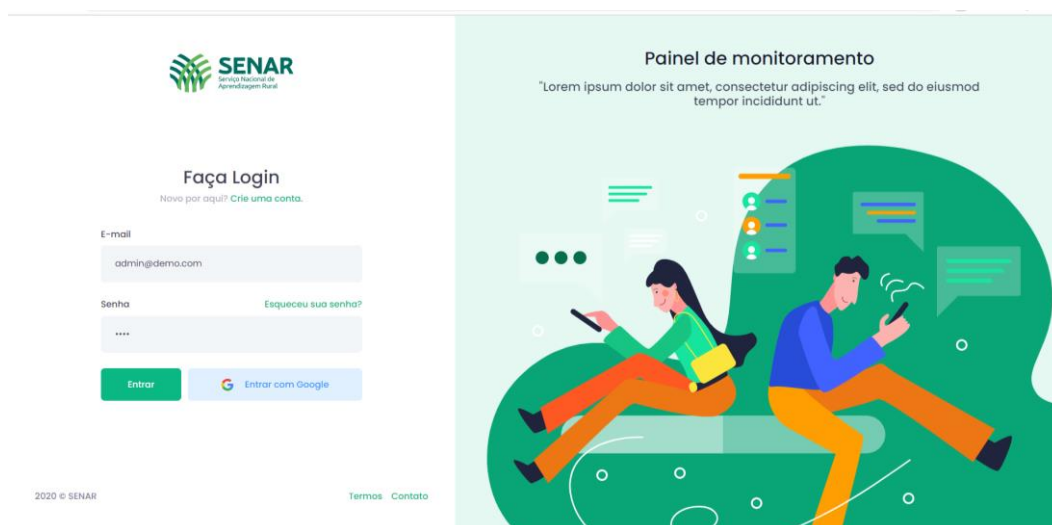 SENAR
Serviço Nacional de
Aprendizagem Rural
Faça Login
Novo por aqui? Crie uma conta.
E-mail
admin@demo.com
Senha
Esqueceu sua senha?
••••
Entrar
Entrar com Google
2020 © SENAR
Termos
Contato
Painel de monitoramento
"Lorem ipsum dolor sit amet, consectetur adipiscing elit, sed do eiusmod
tempor incididunt ut."